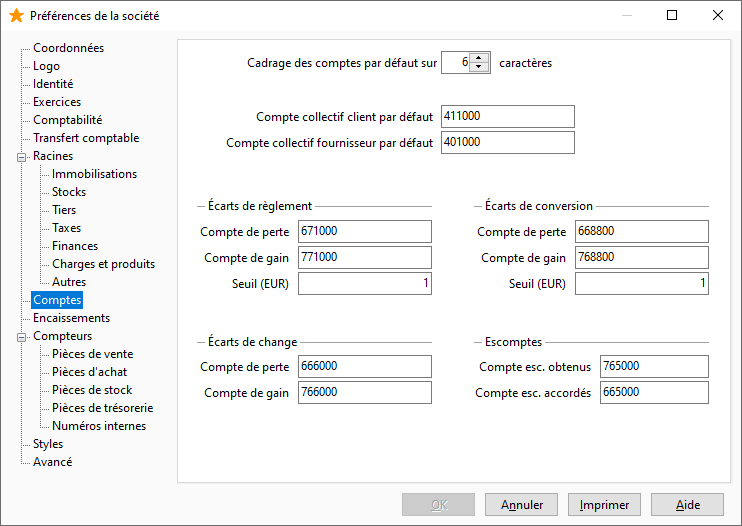 Préférences de la société
Coordonnées
Logo
Identité
Exercices
Comptabilité
Transfert comptable
Racines
Immobilisations
Stocks
Tiers
Taxes
Finances
Charges et produits
Autres
Comptes
Encaissements
Compteurs
Pièces de vente
Pièces d'achat
Pièces de stock
Pièces de trésorerie
Numéros internes
Styles
Avancé
Cadrage des comptes par défaut sur 6 caractères
Compte collectif client par défaut 411000
Compte collectif fournisseur par défaut 401000
Écarts de règlement
Compte de perte 671000
Compte de gain 771000
Seuil (EUR) 1
Écarts de conversion
Compte de perte 668800
Compte de gain 768800
Seuil (EUR) 1
Écarts de change
Compte de perte 666000
Compte de gain 766000
Escomptes
Compte esc. obtenus 765000
Compte esc. accordés 665000
OK Annuler Imprimer Aide